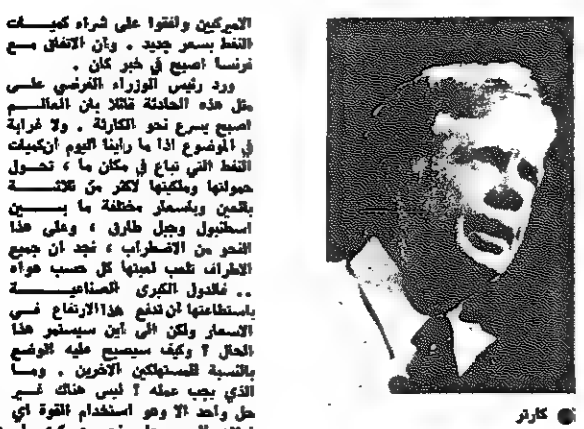 الاميركيين واتفقوا على شراء كميات
النفط بسعر جديد . وان الاتفاق مع
فرنسا اصبح في خبر كان .
ورد رئيس الوزراء الفرنسي على
مثل هذه الحادثة قائلا بان العالم
اصبح يسرع نحو الكارثة . ولا غرابة
في الموضوع اذا ما راينا اليوم ان كميات
النفط التي تباع في مكان ما ، تحول
حمولتها وملكيتها لاكثر من ثلاثة
باقعين وباسعار مختلفة ما بين
اسطنبول وجبل طارق ، وعلى هذا
النحو من الاضطراب ، نجد ان جميع
الاطراف تلعب لعبتها كل حسب هواه
.. فالدول الكبرى الصناعية
باستطاعتها ان تدفع هذا الارتفاع في
الاسعار ولكن الى اين سيستمر هذا
الحال ؟ وكيف سيصبح عليه الوضع
بالنسبة للمستهلكين الاخرين . وما
الذي يجب عمله ؟ ليس هناك غير
حل واحد الا وهو استخدام القوة اي
كارتر